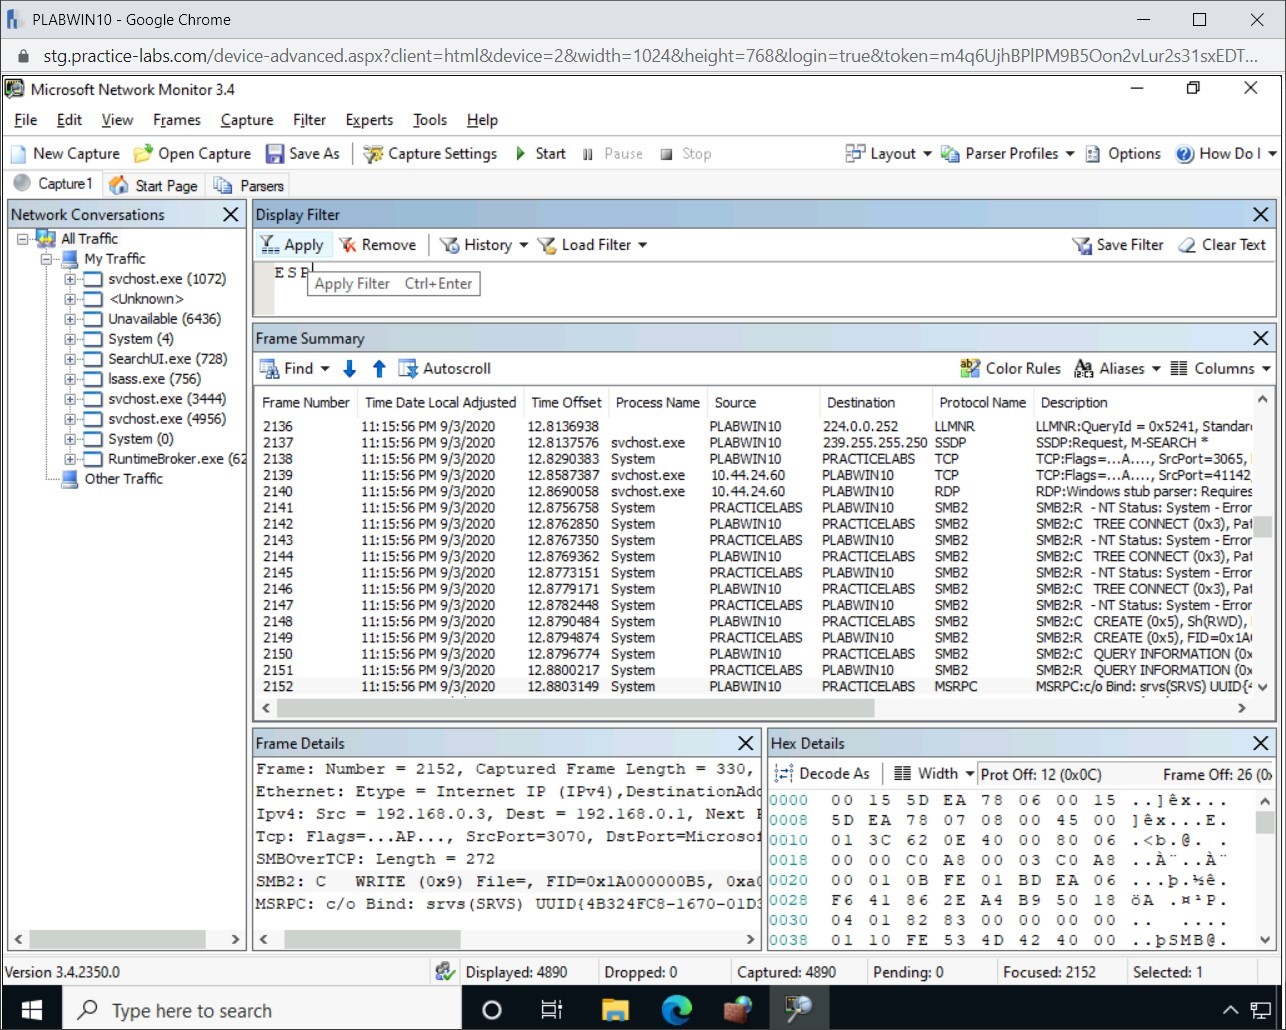 PLABWIN10 - Google Chrome
stg.practice-labs.com/device-advanced.aspx?client=html&device=2&width=1024&height=768&login=true&token=m4q6UjhBPlPM9B5Oon2vLur2s31sxEDT...
Microsoft Network Monitor 3.4
File Edit View Frames Capture Filter Experts Tools Help
New Capture Open Capture Save As Capture Settings Start Pause Stop Layout Parser Profiles Options How Do I
Capture1 Start Page Parsers
Network Conversations
All Traffic
My Traffic
svchost.exe (1072)
<Unknown>
Unavailable (6436)
System (4)
SearchUI.exe (728)
lsass.exe (756)
svchost.exe (3444)
svchost.exe (4956)
System (0)
RuntimeBroker.exe (62
Other Traffic
Display Filter
Apply Remove History Load Filter Save Filter Clear Text
ESP
Apply Filter Ctrl+Enter
Frame Summary
Find Autoscroll Color Rules Aliases Columns
Frame Number Time Date Local Adjusted Time Offset Process Name Source Destination Protocol Name Description
2136 11:15:56 PM 9/3/2020 12.8136938 PLABWIN10 224.0.0.252 LLMNR LLMNR:QueryId = 0x5241, Standar
2137 11:15:56 PM 9/3/2020 12.8137576 svchost.exe PLABWIN10 239.255.255.250 SSDP SSDP:Request, M-SEARCH *
2138 11:15:56 PM 9/3/2020 12.8290383 System PLABWIN10 PRACTICELABS TCP TCP:Flags=...A...., SrcPort=3065,
2139 11:15:56 PM 9/3/2020 12.8587387 svchost.exe 10.44.24.60 PLABWIN10 TCP TCP:Flags=...A...., SrcPort=41142,
2140 11:15:56 PM 9/3/2020 12.8690058 svchost.exe 10.44.24.60 PLABWIN10 RDP RDP:Windows stub parser: Requires
2141 11:15:56 PM 9/3/2020 12.8756758 System PRACTICELABS PLABWIN10 SMB2 SMB2:R - NT Status: System - Error
2142 11:15:56 PM 9/3/2020 12.8762850 System PLABWIN10 PRACTICELABS SMB2 SMB2:C TREE CONNECT (0x3), Pat
2143 11:15:56 PM 9/3/2020 12.8767350 System PRACTICELABS PLABWIN10 SMB2 SMB2:R - NT Status: System - Error
2144 11:15:56 PM 9/3/2020 12.8769362 System PLABWIN10 PRACTICELABS SMB2 SMB2:C TREE CONNECT (0x3), Pat
2145 11:15:56 PM 9/3/2020 12.8773151 System PRACTICELABS PLABWIN10 SMB2 SMB2:R - NT Status: System - Error
2146 11:15:56 PM 9/3/2020 12.8779171 System PLABWIN10 PRACTICELABS SMB2 SMB2:C TREE CONNECT (0x3), Pat
2147 11:15:56 PM 9/3/2020 12.8782448 System PRACTICELABS PLABWIN10 SMB2 SMB2:R - NT Status: System - Error
2148 11:15:56 PM 9/3/2020 12.8790484 System PLABWIN10 PRACTICELABS SMB2 SMB2:C CREATE (0x5), Sh(RWD),
2149 11:15:56 PM 9/3/2020 12.8794874 System PRACTICELABS PLABWIN10 SMB2 SMB2:R CREATE (0x5), FID=0x1A
2150 11:15:56 PM 9/3/2020 12.8796774 System PLABWIN10 PRACTICELABS SMB2 SMB2:C QUERY INFORMATION (0x
2151 11:15:56 PM 9/3/2020 12.8800217 System PRACTICELABS PLABWIN10 SMB2 SMB2:R QUERY INFORMATION (0x
2152 11:15:56 PM 9/3/2020 12.8803149 System PLABWIN10 PRACTICELABS MSRPC MSRPC:c/o Bind: srvs(SRVS) UUID{4
Frame Details
Frame: Number = 2152, Captured Frame Length = 330,
Ethernet: Etype = Internet IP (IPv4),DestinationAdd
Ipv4: Src = 192.168.0.3, Dest = 192.168.0.1, Next
Tcp: Flags=...AP..., SrcPort=3070, DstPort=Microsof
SMBOverTCP: Length = 272
SMB2: C WRITE (0x9) File=, FID=0x1A000000B5, 0xa0
MSRPC: c/o Bind: srvs(SRVS) UUID{4B324FC8-1670-01D3
Hex Details
Decode As Width Prot Off: 12 (0x0C) Frame Off: 26 (0x
0000 00 15 5D EA 78 06 00 15 ..]êx...
0008 5D EA 78 07 08 00 45 00 ]êx...E.
0010 01 3C 62 0E 40 00 80 06 .<b.@. .
0018 00 00 C0 A8 00 03 C0 A8 ..À¨..À¨
0020 00 01 0B FE 01 BD EA 06 ...þ.½ê.
0028 F6 41 86 2E A4 B9 50 18 öA .¤¹P.
0030 04 01 82 83 00 00 00 00 .. ....
0038 01 10 FE 53 4D 42 40 00 ..þSMB@.
Version 3.4.2350.0 Displayed: 4890 Dropped: 0 Captured: 4890 Pending: 0 Focused: 2152 Selected: 1
Type here to search